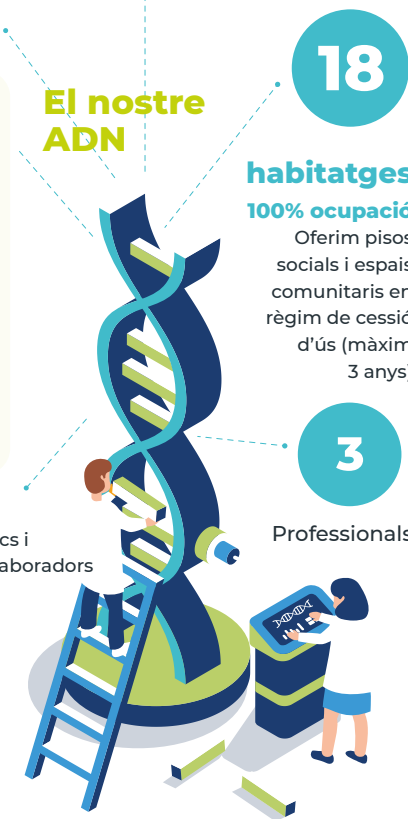 El nostre
ADN
18
habitatges
100% ocupació
Oferim pisos
socials i espais
comunitaris en
règim de cessió
d'ús (màxim
3 anys)
3
Professionals
cs i
aboradors